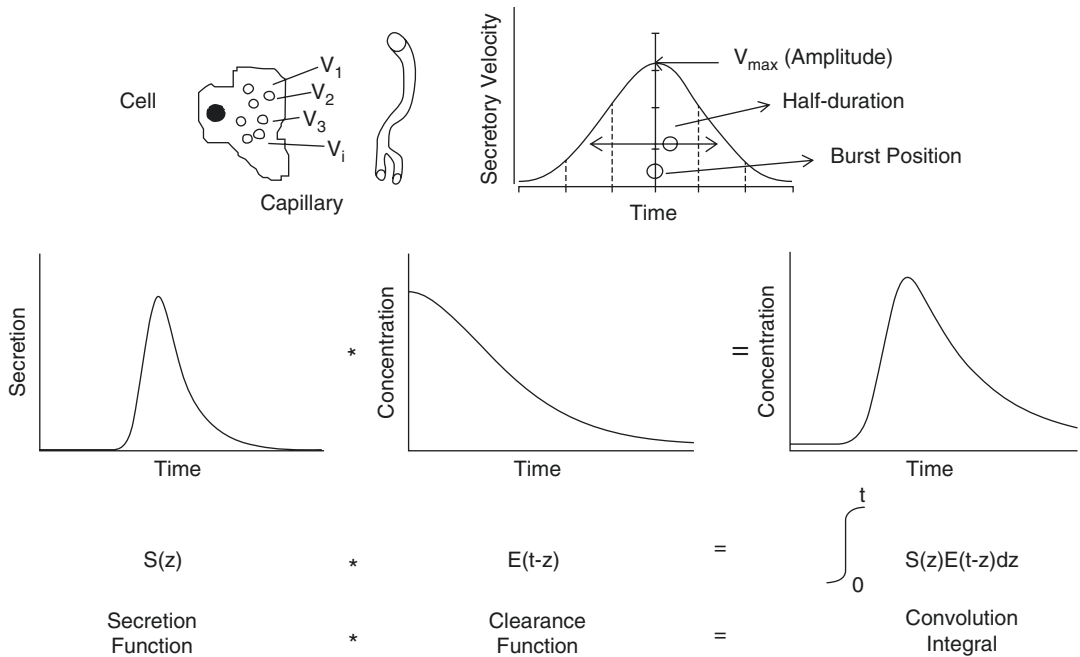 Cell
V1
V2
V3
Vi
Capillary
Secretory Velocity
Vmax (Amplitude)
Half-duration
Burst Position
Time
Secretion
Time
*
Concentration
Time
=
Concentration
Time
S(z)
*
E(t-z)
=
t
0
S(z)E(t-z)dz
Secretion
Function
*
Clearance
Function
=
Convolution
Integral